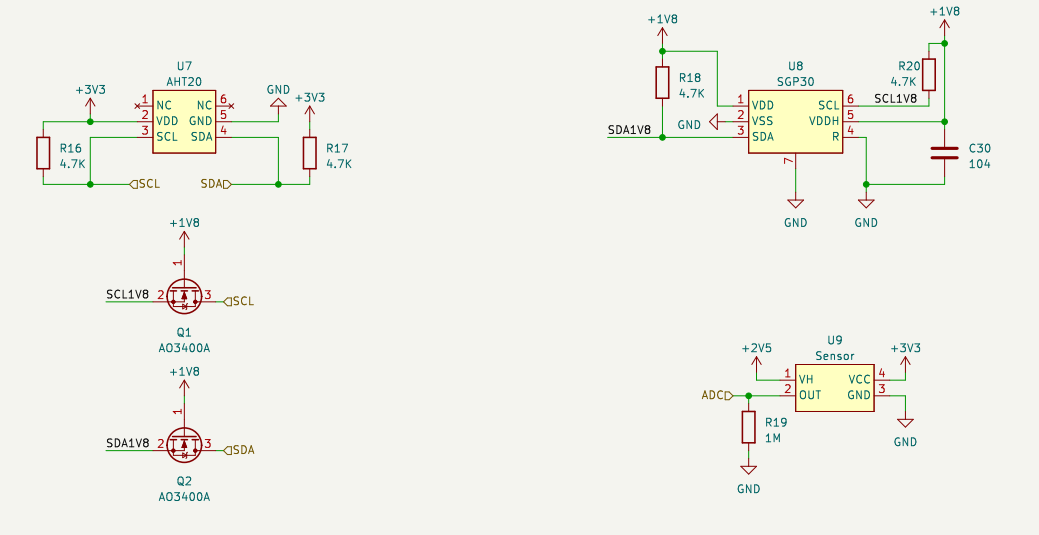 U7
AHT20
+3V3
1 NC
2 VDD
3 SCL
NC 6
GND 5
SDA 4
GND
+3V3
R16
4.7K
R17
4.7K
SCL
SDA
+1V8
1
SCL1V8
2
3
SCL
Q1
AO3400A
+1V8
1
SDA1V8
2
3
SDA
Q2
AO3400A
+1V8
+1V8
R18
4.7K
U8
SGP30
R20
4.7K
SCL1V8
SDA1V8
GND
1 VDD
2 VSS
3 SDA
SCL 6
VDDH 5
R 4
7
C30
104
GND
GND
U9
Sensor
+2V5
+3V3
1 VH
2 OUT
VCC 4
GND 3
ADC
R19
1M
GND
GND